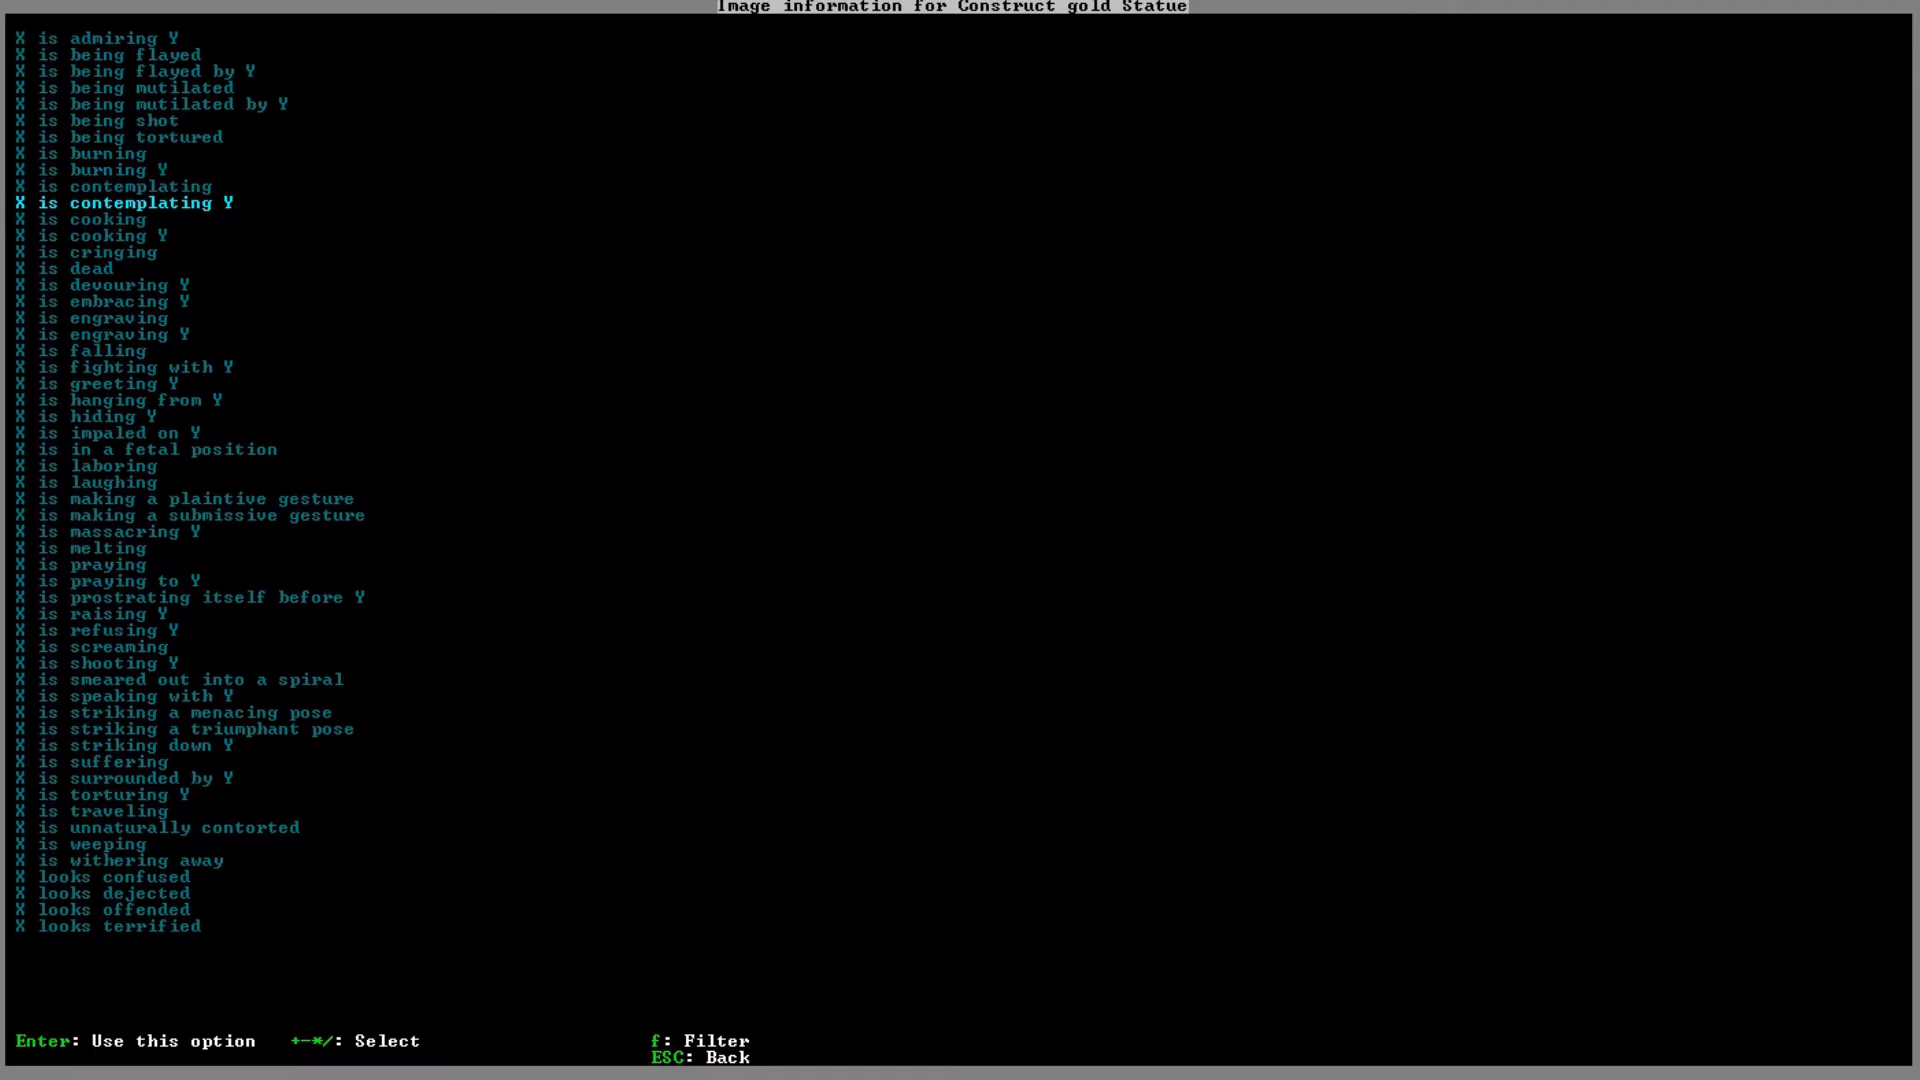 Image information for Construct gold Statue
X is admiring Y
X is being flayed
X is being flayed by Y
X is being mutilated
X is being mutilated by Y
X is being shot
X is being tortured
X is burning
X is burning Y
X is contemplating
X is contemplating Y
X is cooking
X is cooking Y
X is cringing
X is dead
X is devouring Y
X is embracing Y
X is engraving
X is engraving Y
X is falling
X is fighting with Y
X is greeting Y
X is hanging from Y
X is hiding Y
X is impaled on Y
X is in a fetal position
X is laboring
X is laughing
X is making a plaintive gesture
X is making a submissive gesture
X is massacring Y
X is melting
X is praying
X is praying to Y
X is prostrating itself before Y
X is raising Y
X is refusing Y
X is screaming
X is shooting Y
X is smeared out into a spiral
X is speaking with Y
X is striking a menacing pose
X is striking a triumphant pose
X is striking down Y
X is suffering
X is surrounded by Y
X is torturing Y
X is traveling
X is unnaturally contorted
X is weeping
X is withering away
X looks confused
X looks dejected
X looks offended
X looks terrified
Enter: Use this option +-*/: Select f: Filter
ESC: Back